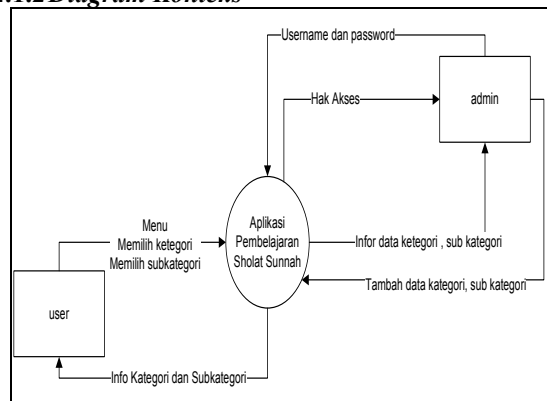 .1.2 Diagram Konteks
Username dan password
Hak Akses
admin
Menu
Memilih ketegori
Memilih subkategori
Aplikasi
Pembelajaran
Sholat Sunnah
Infor data ketegori , sub kategori
Tambah data kategori, sub kategori
user
Info Kategori dan Subkategori